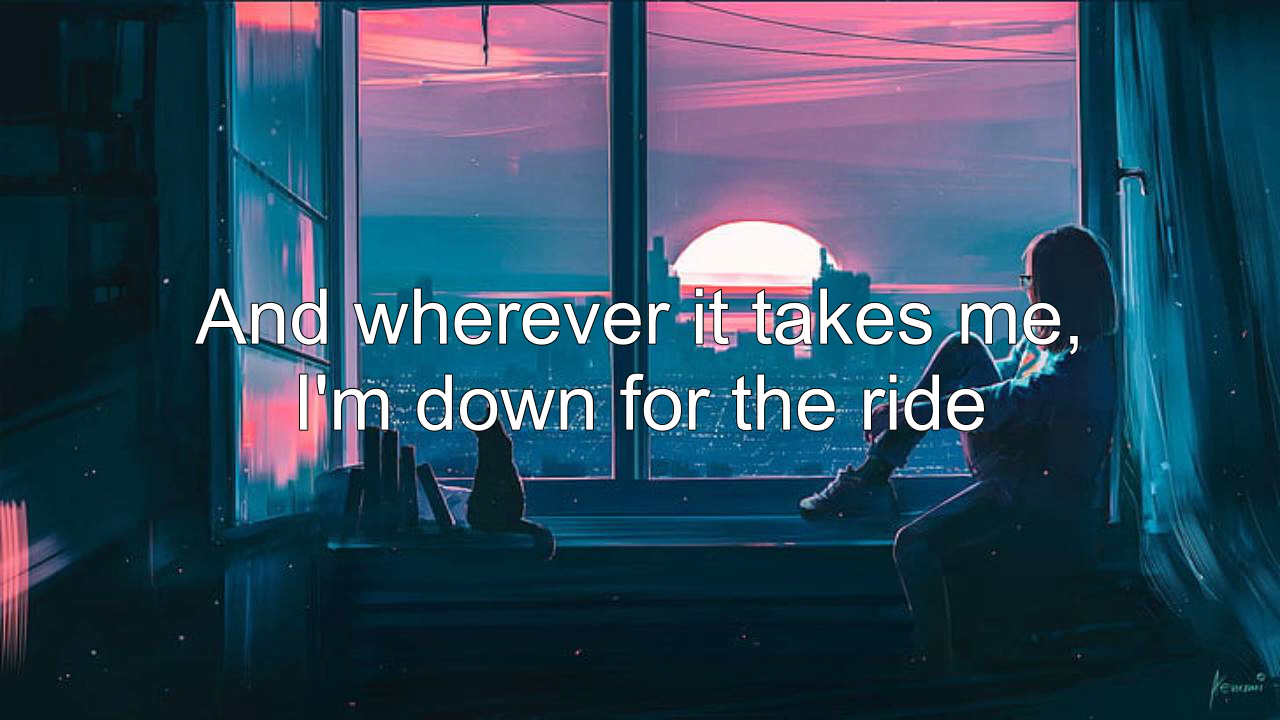 And wherever it takes me,
I'm down for the ride